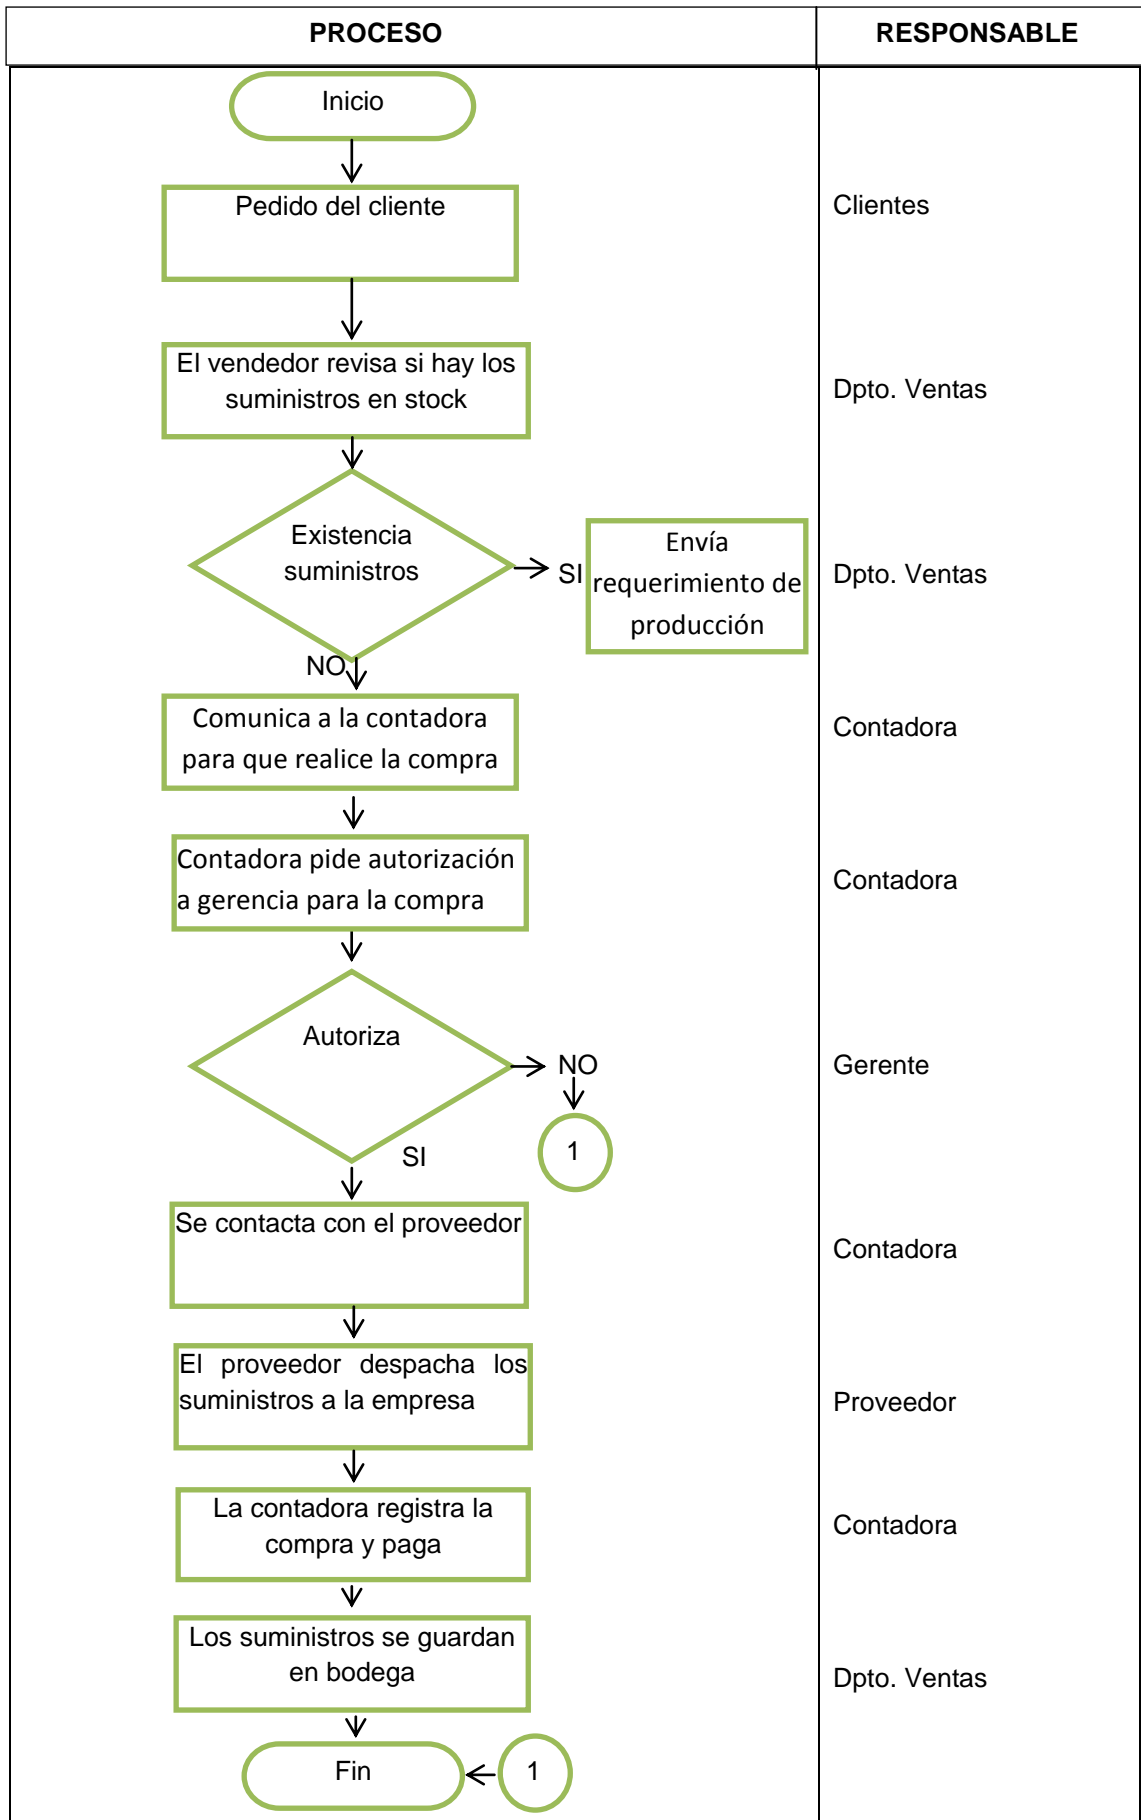 PROCESO RESPONSABLE
Inicio
Pedido del cliente
Clientes
El vendedor revisa si hay los
suministros en stock
Dpto. Ventas
Existencia
suministros
SI
Envía
requerimiento de
producción
Dpto. Ventas
NO
Comunica a la contadora
para que realice la compra
Contadora
Contadora pide autorización
a gerencia para la compra
Contadora
Autoriza
NO
Gerente
1
SI
Se contacta con el proveedor
Contadora
El proveedor despacha los
suministros a la empresa
Proveedor
La contadora registra la
compra y paga
Contadora
Los suministros se guardan
en bodega
Dpto. Ventas
Fin
1